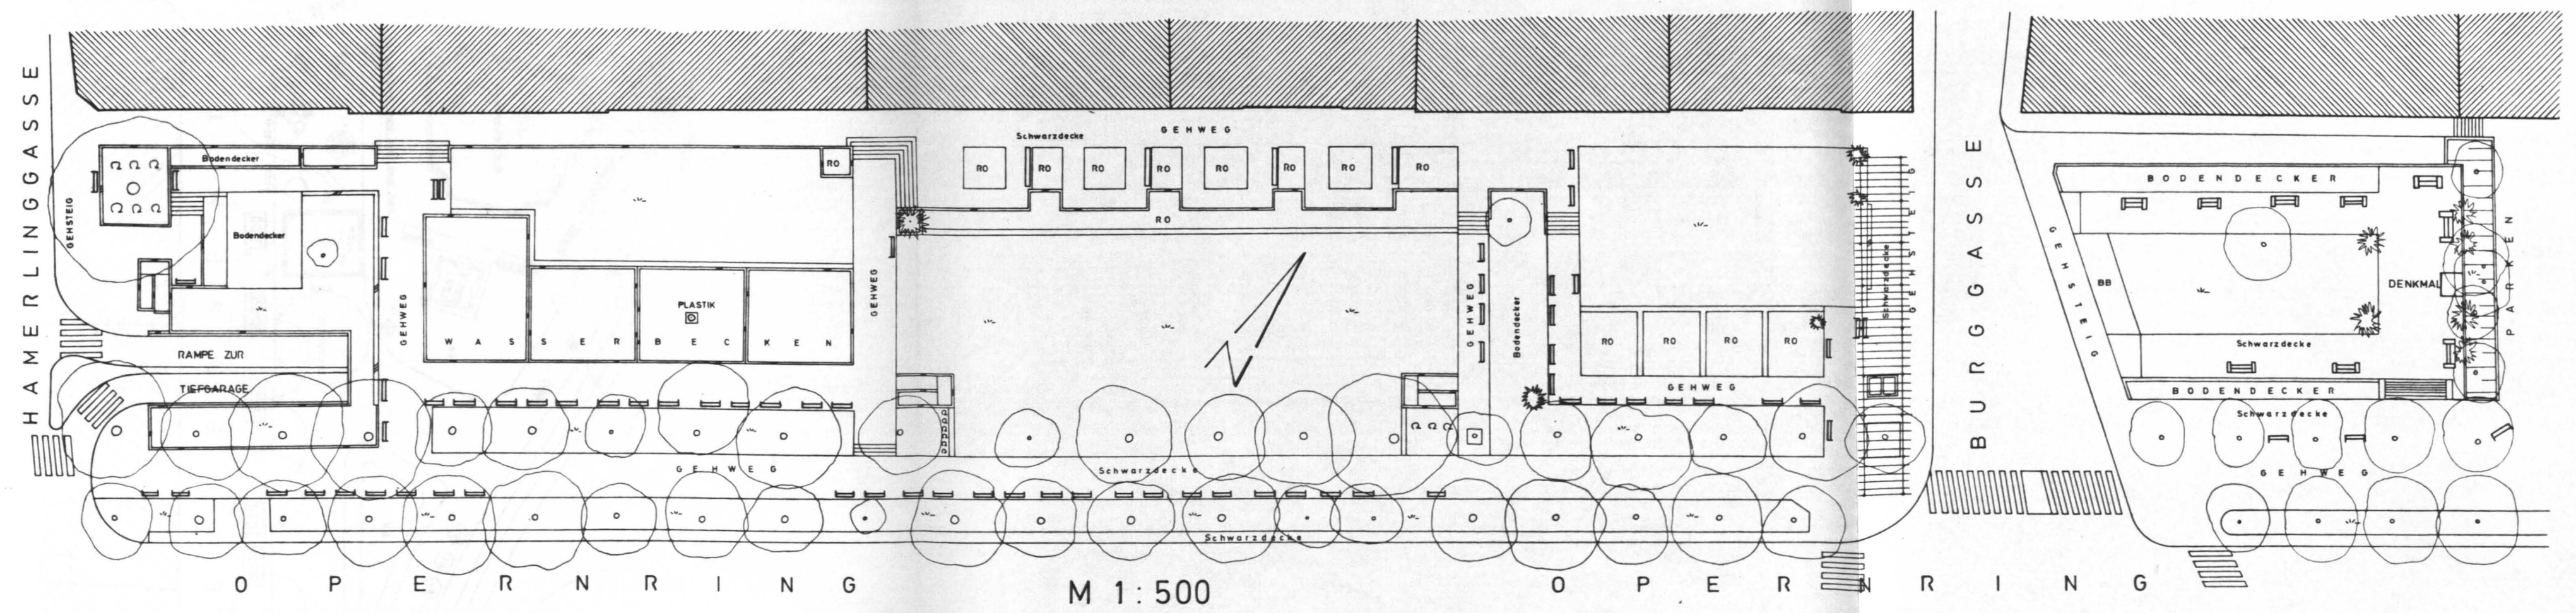 HAMERLINGGASSE
GEHSTEIG
Bodendecker
Bodendecker
RAMPE ZUR
TIEFGARAGE
GEHWEG
WASSERBECKEN
PLASTIK
RO
GEHWEG
Schwarzdecke
GEHWEG
RO
RO
RO
RO
RO
RO
RO
RO
RO
N
GEHWEG
Bodendecker
RO
RO
RO
RO
GEHWEG
GEHWEG
Schwarzdecke
Schwarzdecke
Schwarzdecke
GEHSTEIG
BURGGASSE
GEHSTEIG
BODENDECKER
BB
DENKMAL
PARKEN
Schwarzdecke
BODENDECKER
Schwarzdecke
GEHWEG
OPERNRING
M 1:500
OPERNRING